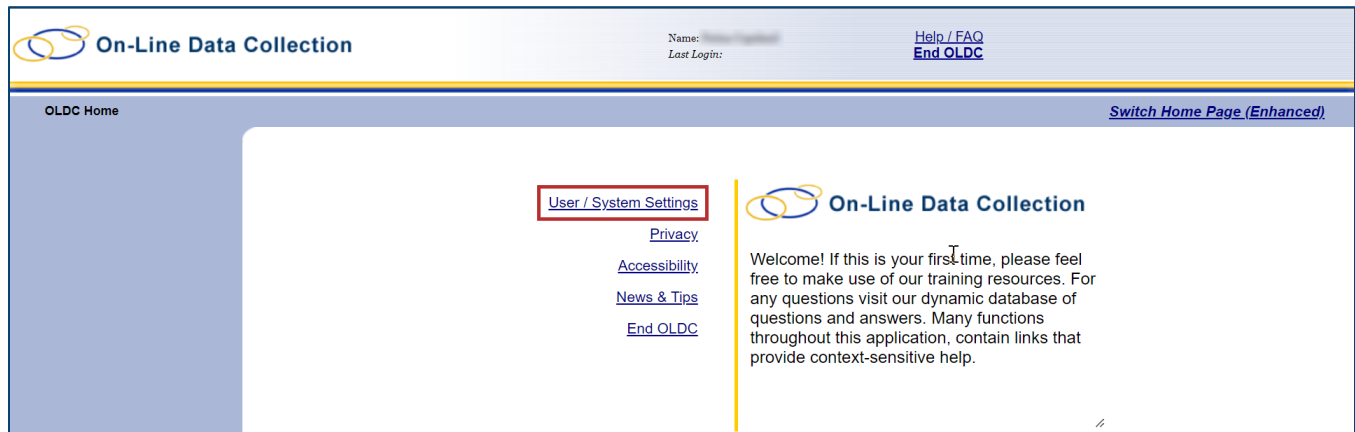 On-Line Data Collection
Name:
Last Login:
Help / FAQ
End OLDC
OLDC Home
Switch Home Page (Enhanced)
User / System Settings
Privacy
Accessibility
News & Tips
End OLDC
On-Line Data Collection
Welcome! If this is your first time, please feel
free to make use of our training resources. For
any questions visit our dynamic database of
questions and answers. Many functions
throughout this application, contain links that
provide context-sensitive help.